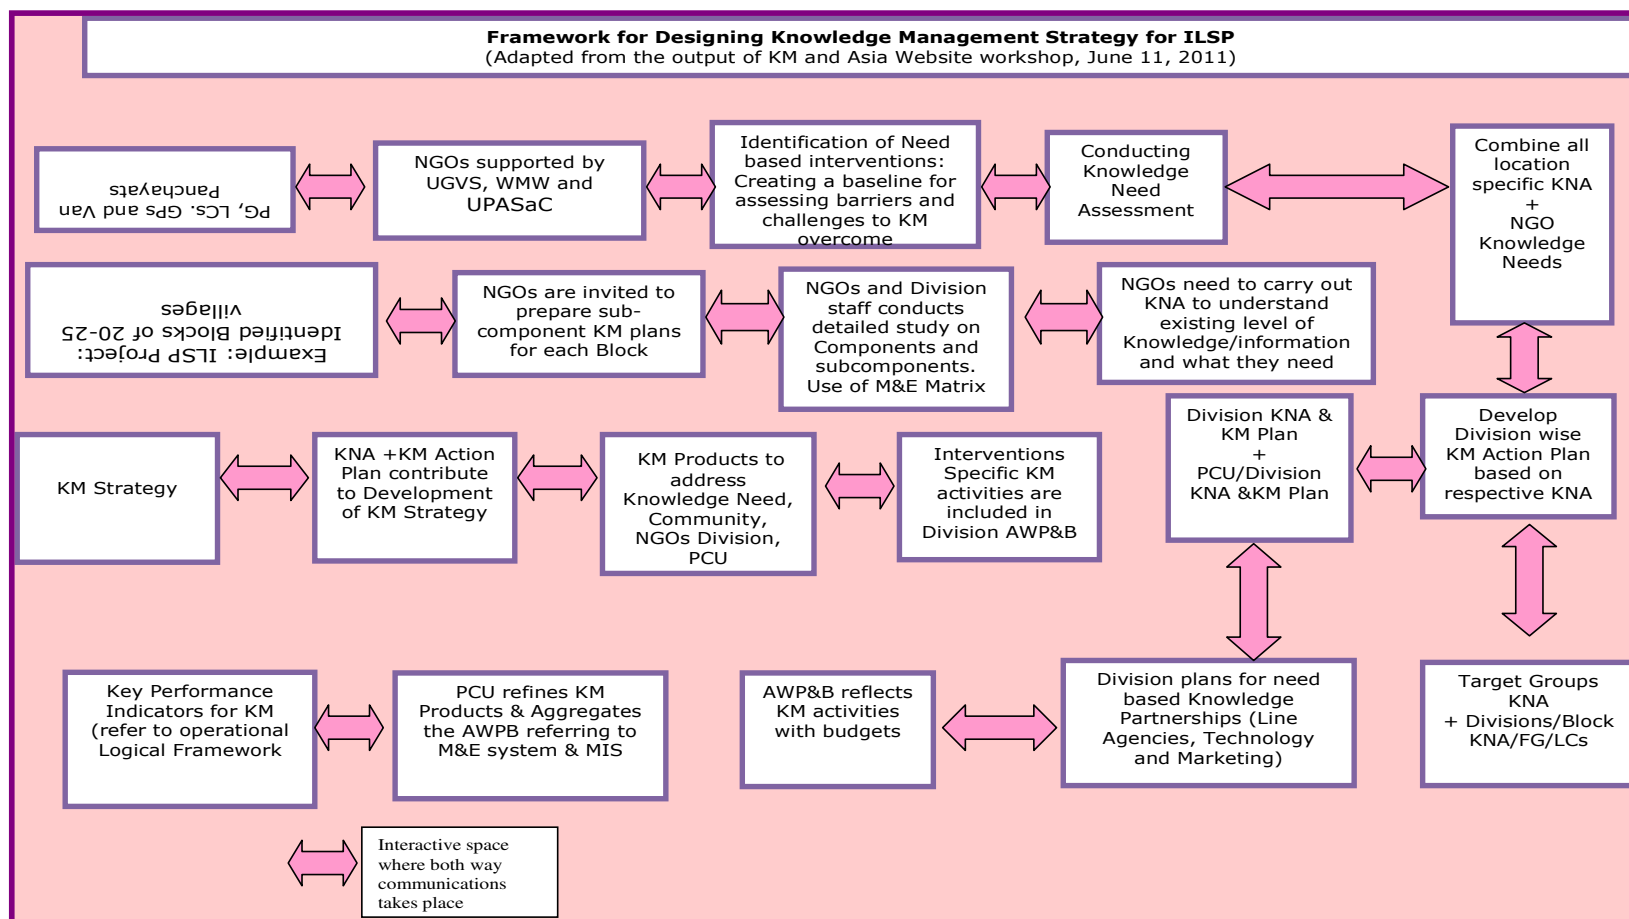 Framework for Designing Knowledge Management Strategy for ILSP
(Adapted from the output of KM and Asia Website workshop, June 11, 2011)
PG, LCs. GPs and Van
Panchayats
NGOs supported by
UGVS, WMW and
UPASaC
Identification of Need
based interventions:
Creating a baseline for
assessing barriers and
challenges to KM
overcome
Conducting
Knowledge
Need
Assessment
Combine all
location
specific KNA
+
NGO
Knowledge
Needs
Example: ILSP Project:
Identified Blocks of 20-25
villages
NGOs are invited to
prepare sub-
component KM plans
for each Block
NGOs and Division
staff conducts
detailed study on
Components and
subcomponents.
Use of M&E Matrix
NGOs need to carry out
KNA to understand
existing level of
Knowledge/information
and what they need
KM Strategy
KNA +KM Action
Plan contribute
to Development
of KM Strategy
KM Products to
address
Knowledge Need,
Community,
NGOs Division,
PCU
Interventions
Specific KM
activities are
included in
Division AWP&B
Division KNA &
KM Plan
+
PCU/Division
KNA &KM Plan
Develop
Division wise
KM Action Plan
based on
respective KNA
Key Performance
Indicators for KM
(refer to operational
Logical Framework
PCU refines KM
Products & Aggregates
the AWPB referring to
M&E system & MIS
AWP&B reflects
KM activities
with budgets
Division plans for need
based Knowledge
Partnerships (Line
Agencies, Technology
and Marketing)
Target Groups
KNA
+ Divisions/Block
KNA/FG/LCs
Interactive space
where both way
communications
takes place